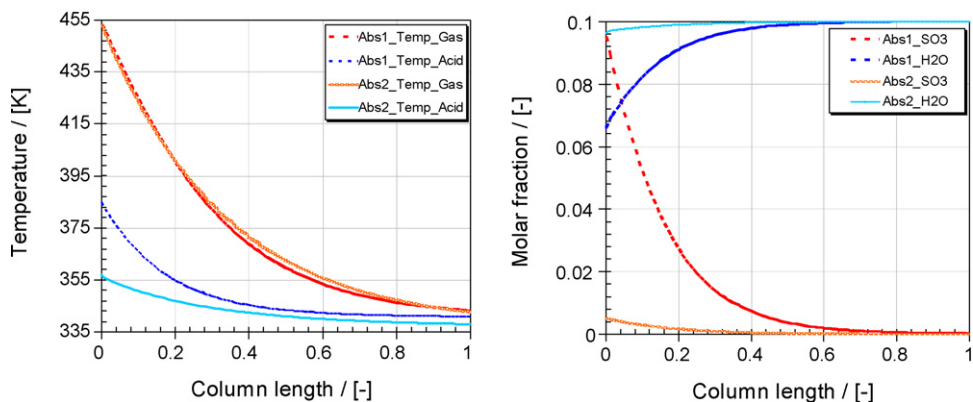 455
435
415
395
375
355
335
Temperature / [K]
Abs1_Temp_Gas
Abs1_Temp_Acid
Abs2_Temp_Gas
Abs2_Temp_Acid
0 0.2 0.4 0.6 0.8 1
Column length / [-]
0.1
0.08
0.06
0.04
0.02
0
Molar fraction / [-]
Abs1_SO3
Abs1_H2O
Abs2_SO3
Abs2_H2O
0 0.2 0.4 0.6 0.8 1
Column length / [-]